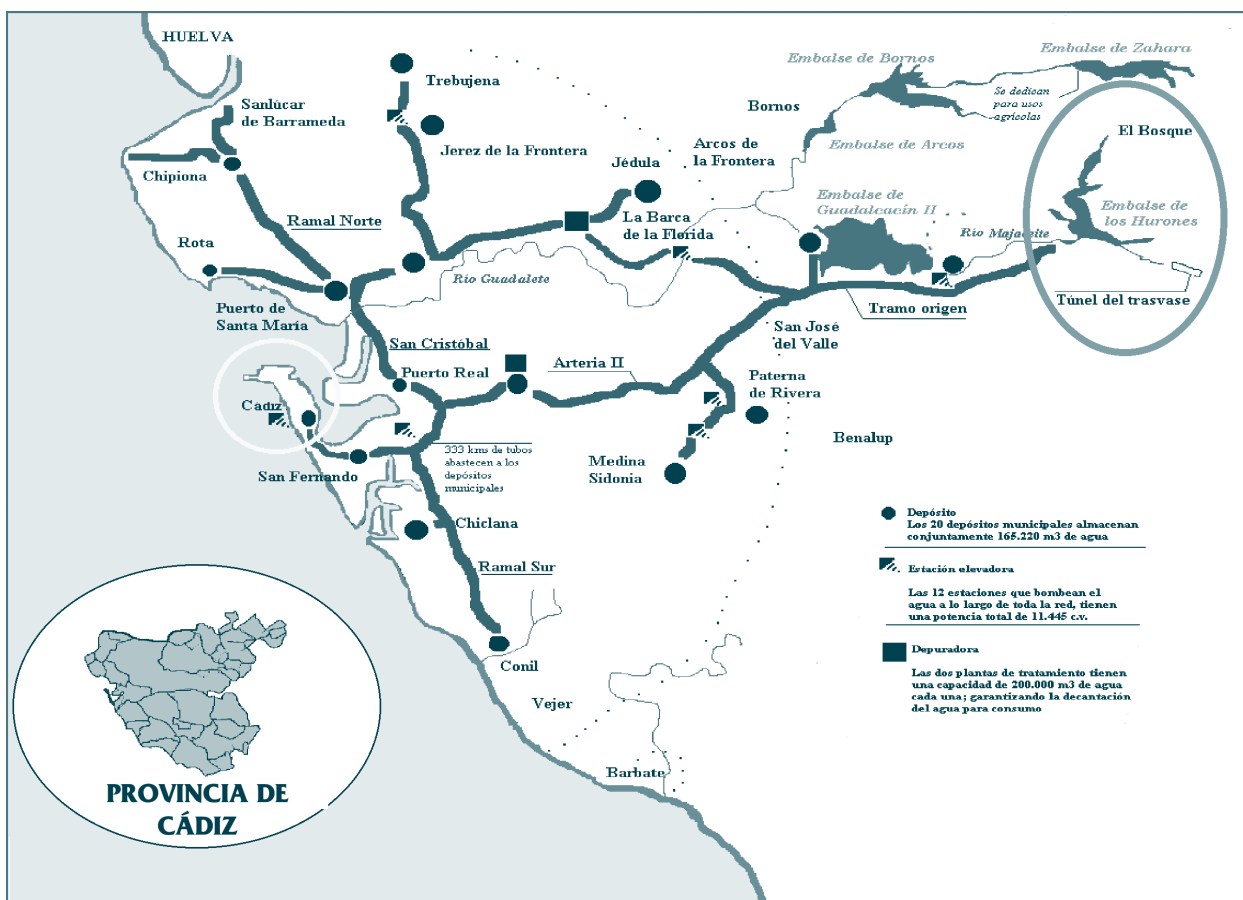 HUELVA
Embalse de Zahara
Embalse de Bornos
Trebujena
Se dedican
para usos
agrícolas
Sanlúcar
de Barrameda
Bornos
El Bosque
Jerez de la Frontera
Arcos de
la Frontera
Embalse de Arcos
Jédula
Chipiona
Embalse de
Guadalcacín II
Embalse de
los Hurones
Ramal Norte
La Barca
de la Florida
Río Majaceite
Rota
Río Guadalete
Túnel del trasvase
Puerto de
Santa María
Tramo origen
San José
del Valle
San Cristóbal
Puerto Real
Arteria II
Paterna
de Rivera
Cádiz
Benalup
333 kms de tubos
abastecen a los
depósitos
municipales
San Fernando
Medina
Sidonia
Chiclana
Depósito
Los 20 depósitos municipales almacenan
conjuntamente 165.220 m3 de agua
Ramal Sur
Estación elevadora
Las 12 estaciones que bombean el
agua a lo largo de toda la red, tienen
una potencia total de 11.445 c.v.
Conil
Depuradora
Las dos plantas de tratamiento tienen
una capacidad de 200.000 m3 de agua
cada una; garantizando la decantación
del agua para consumo
Vejer
Barbate
PROVINCIA DE
CÁDIZ